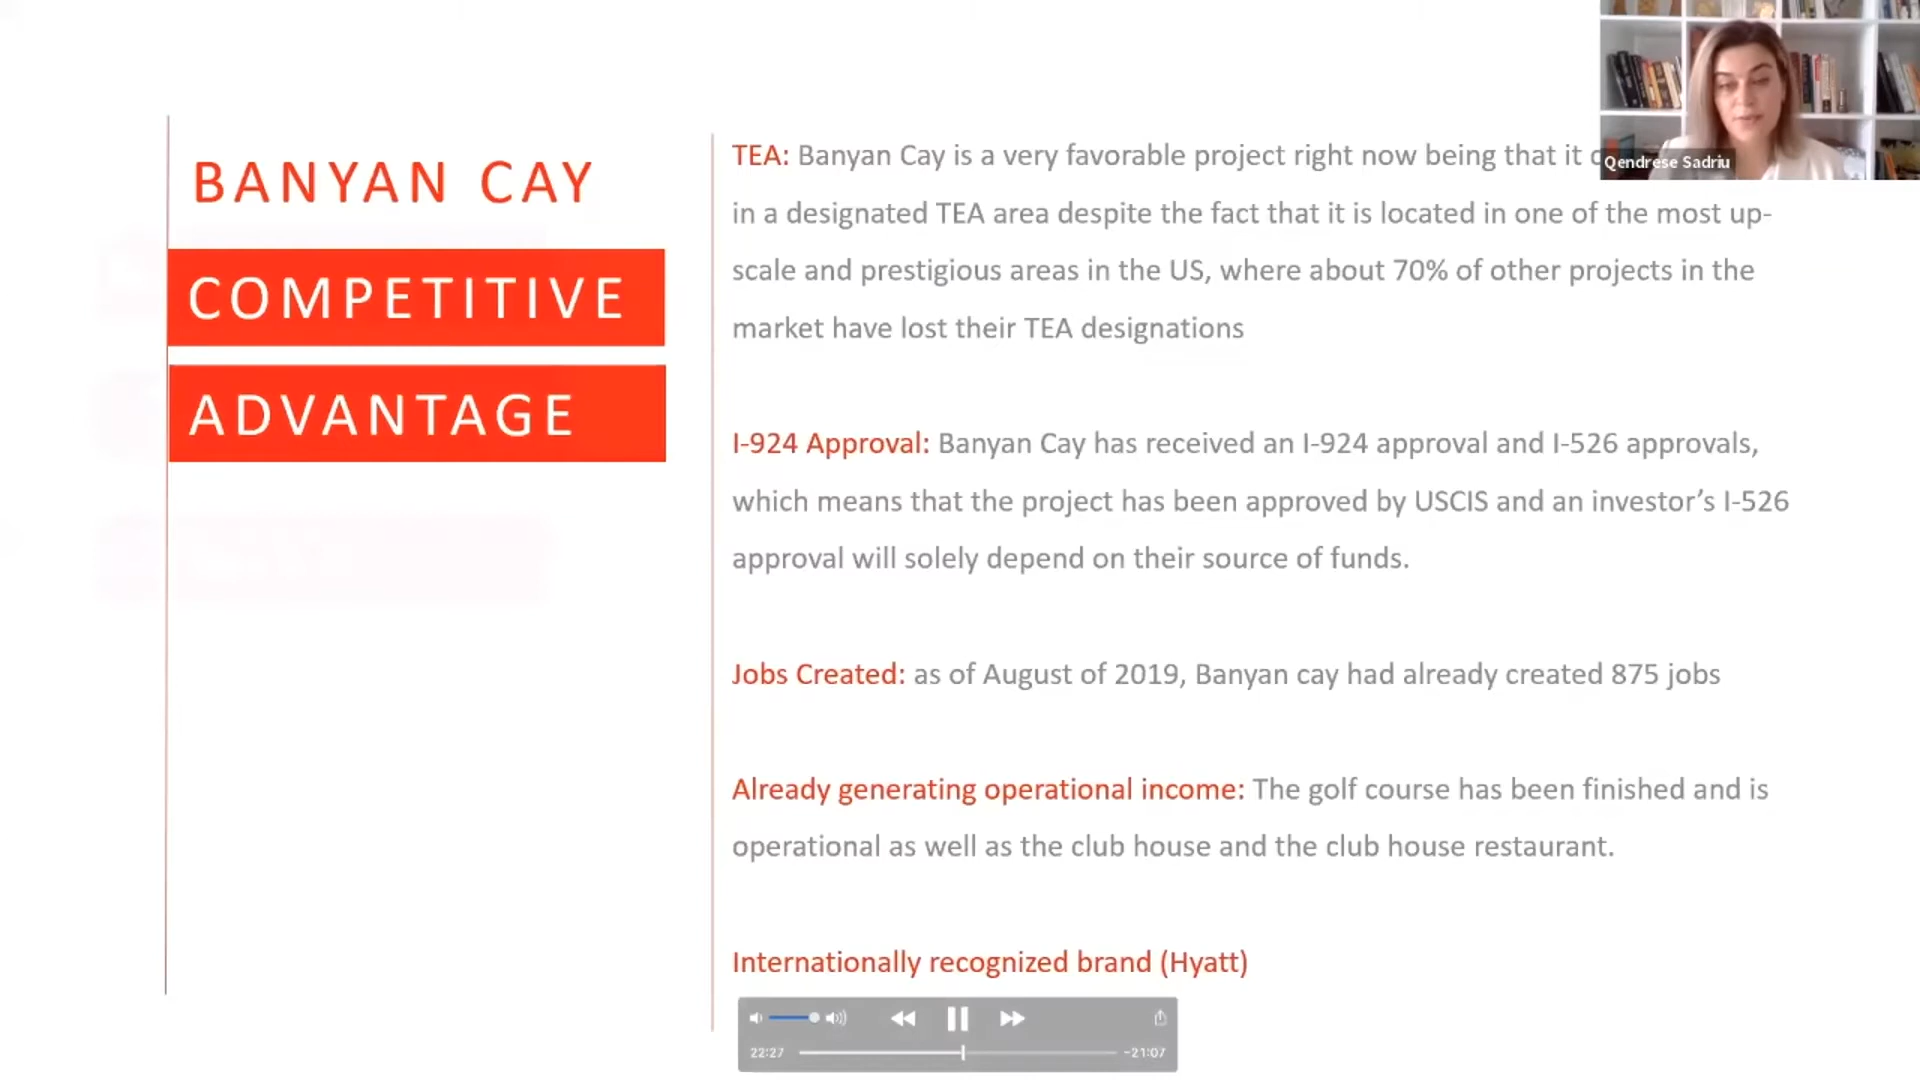 BANYAN CAY
COMPETITIVE
ADVANTAGE
TEA: Banyan Cay is a very favorable project right now being that it
in a designated TEA area despite the fact that it is located in one of the most up-
scale and prestigious areas in the US, where about 70% of other projects in the
market have lost their TEA designations
I-924 Approval: Banyan Cay has received an I-924 approval and I-526 approvals,
which means that the project has been approved by USCIS and an investor’s I-526
approval will solely depend on their source of funds.
Jobs Created: as of August of 2019, Banyan cay had already created 875 jobs
Already generating operational income: The golf course has been finished and is
operational as well as the club house and the club house restaurant.
Internationally recognized brand (Hyatt)
Qendrese Sadriu
22:27
-21:07